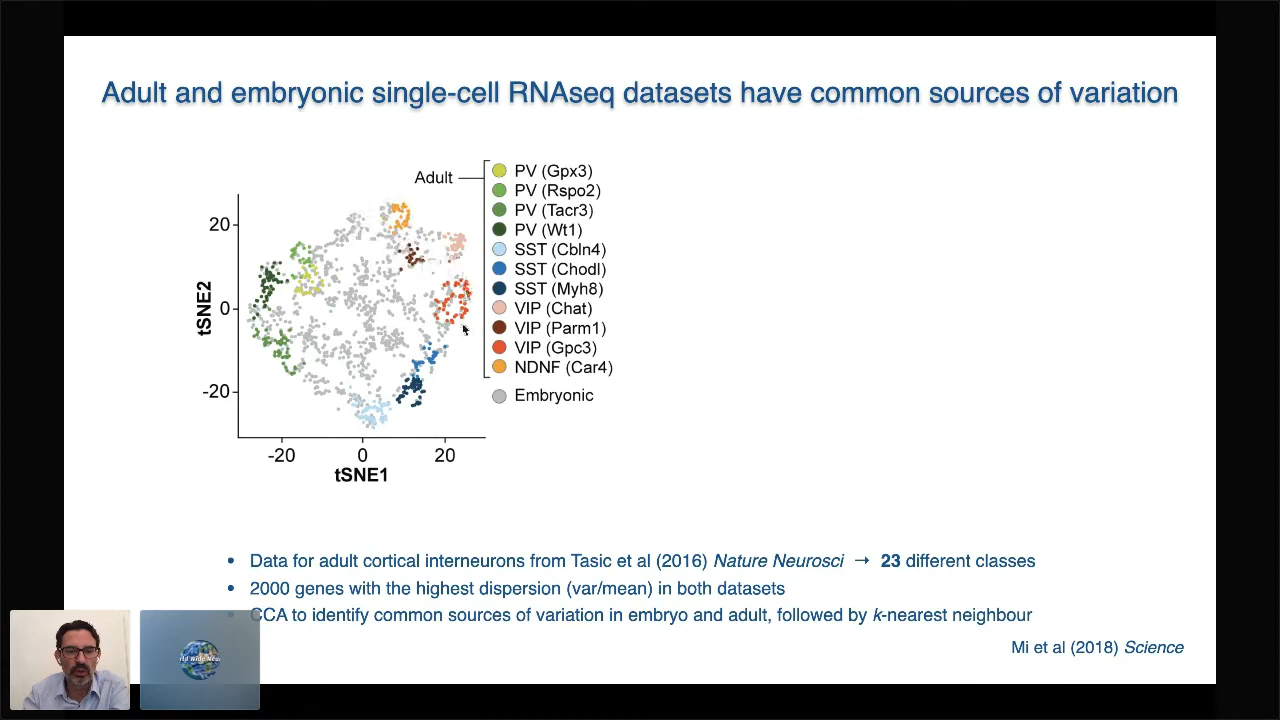 Adult and embryonic single-cell RNAseq datasets have common sources of variation
Adult
PV (Gpx3)
PV (Rspo2)
PV (Tacr3)
PV (Wt1)
SST (Cbln4)
SST (Chodl)
SST (Myh8)
VIP (Chat)
VIP (Parm1)
VIP (Gpc3)
NDNF (Car4)
Embryonic
20
0
-20
tSNE2
-20 0 20
tSNE1
• Data for adult cortical interneurons from Tasic et al (2016) Nature Neurosci → 23 different classes
• 2000 genes with the highest dispersion (var/mean) in both datasets
• CCA to identify common sources of variation in embryo and adult, followed by k-nearest neighbour
Mi et al (2018) Science